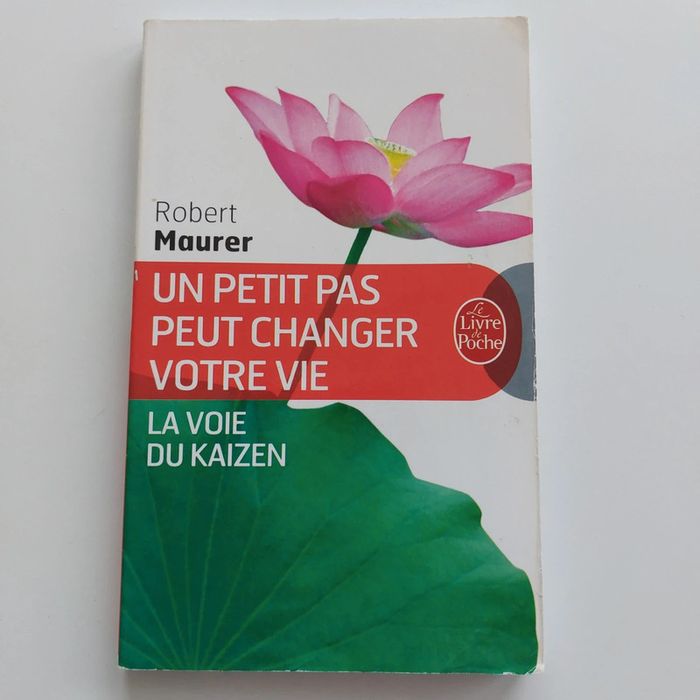 Robert
Maurer
UN PETIT PAS
PEUT CHANGER
VOTRE VIE
Le
Livre
de
Poche
LA VOIE
DU KAIZEN